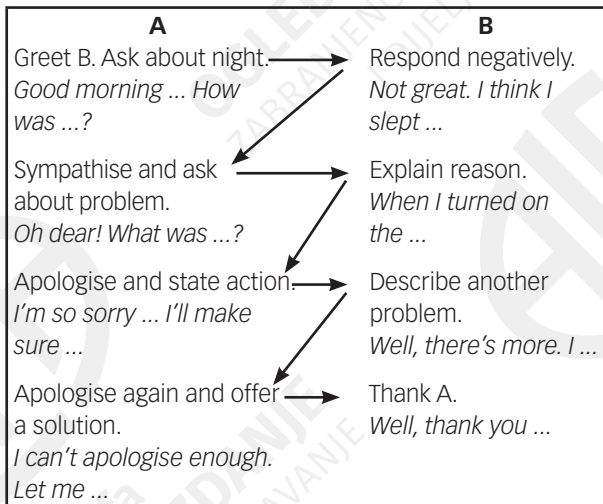 A
Greet B. Ask about night.
Good morning ... How
was ...?
B
Respond negatively.
Not great. I think I
slept ...
Sympathise and ask
about problem.
Oh dear! What was ...?
Explain reason.
When I turned on
the ...
Apologise and state action.
I'm so sorry ... I'll make
sure ...
Describe another
problem.
Well, there's more. I ...
Apologise again and offer
a solution.
I can't apologise enough.
Let me ...
Thank A.
Well, thank you ...